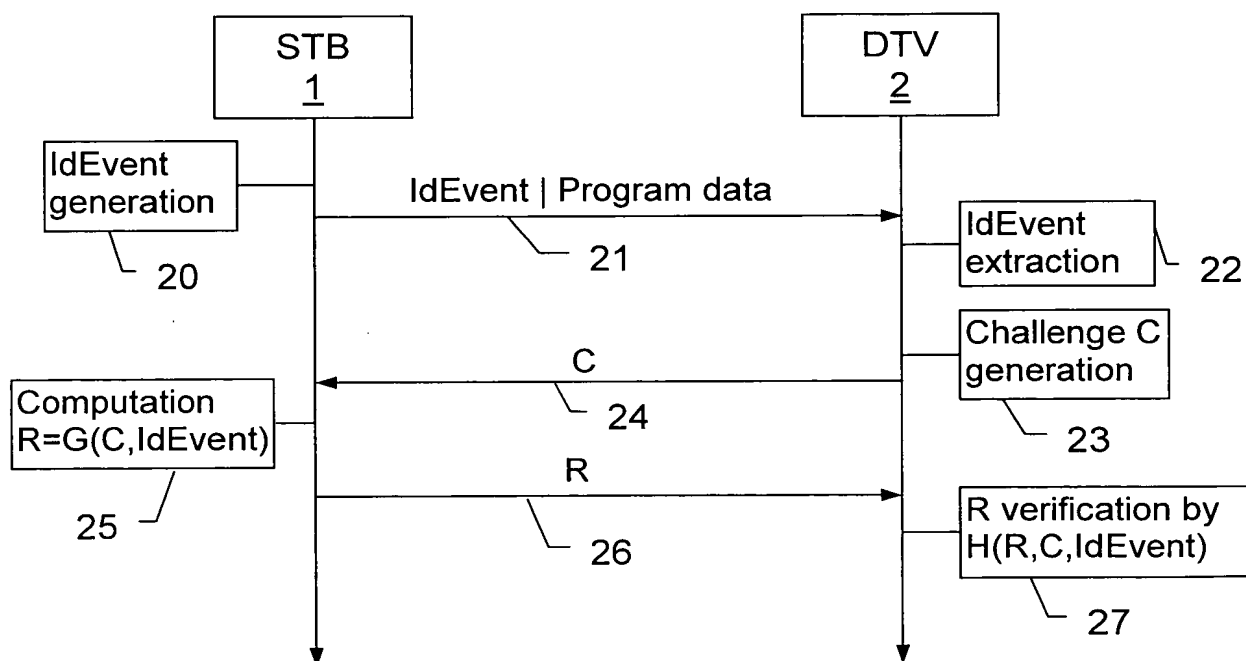 STB
1
DTV
2
IdEvent
generation
20
IdEvent | Program data
21
IdEvent
extraction
22
Challenge C
generation
23
C
24
Computation
R=G(C,IdEvent)
25
R
26
R verification by
H(R,C,IdEvent)
27